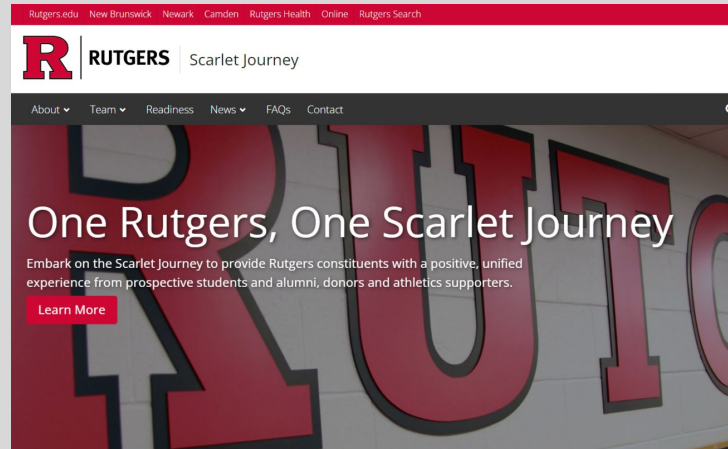 Rutgers.edu New Brunswick Newark Camden Rutgers Health Online Rutgers Search
R RUTGERS Scarlet Journey
About Team Readiness News FAQs Contact
RUTG
One Rutgers, One Scarlet Journey
Embark on the Scarlet Journey to provide Rutgers constituents with a positive, unified
experience from prospective students and alumni, donors and athletics supporters.
Learn More